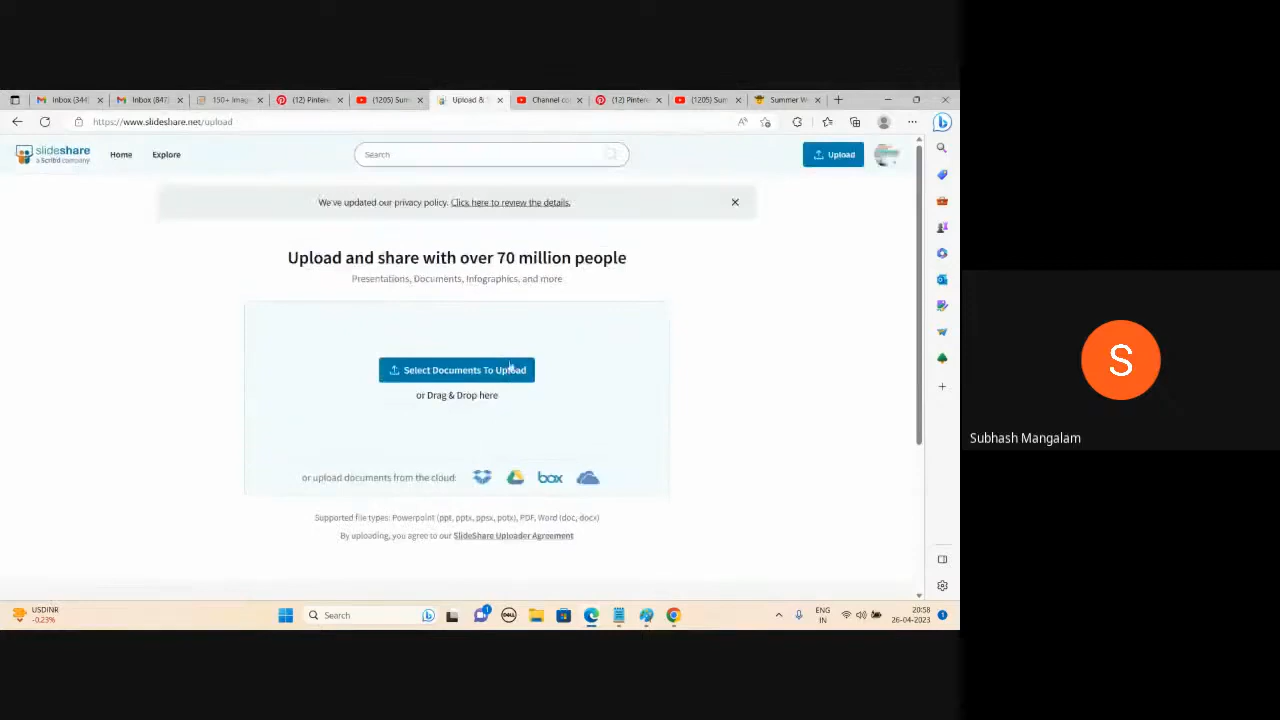 Inbox (344)
Inbox (847)
150+ Imag
(12) Pinter
(1205) Sum
Upload &
Channel co
(12) Pinter
(1205) Sum
Summer W
https://www.slideshare.net/upload
slideshare
a Scribd company
Home
Explore
Search
Upload
We've updated our privacy policy. Click here to review the details.
Upload and share with over 70 million people
Presentations, Documents, Infographics, and more
Select Documents To Upload
or Drag & Drop here
or upload documents from the cloud:
box
Supported file types: Powerpoint (ppt, pptx, ppsx, potx), PDF, Word (doc, docx)
By uploading, you agree to our SlideShare Uploader Agreement
S
Subhash Mangalam
USDINR
-0.23%
Search
1
DELL
ENG
IN
20:58
26-04-2023
1